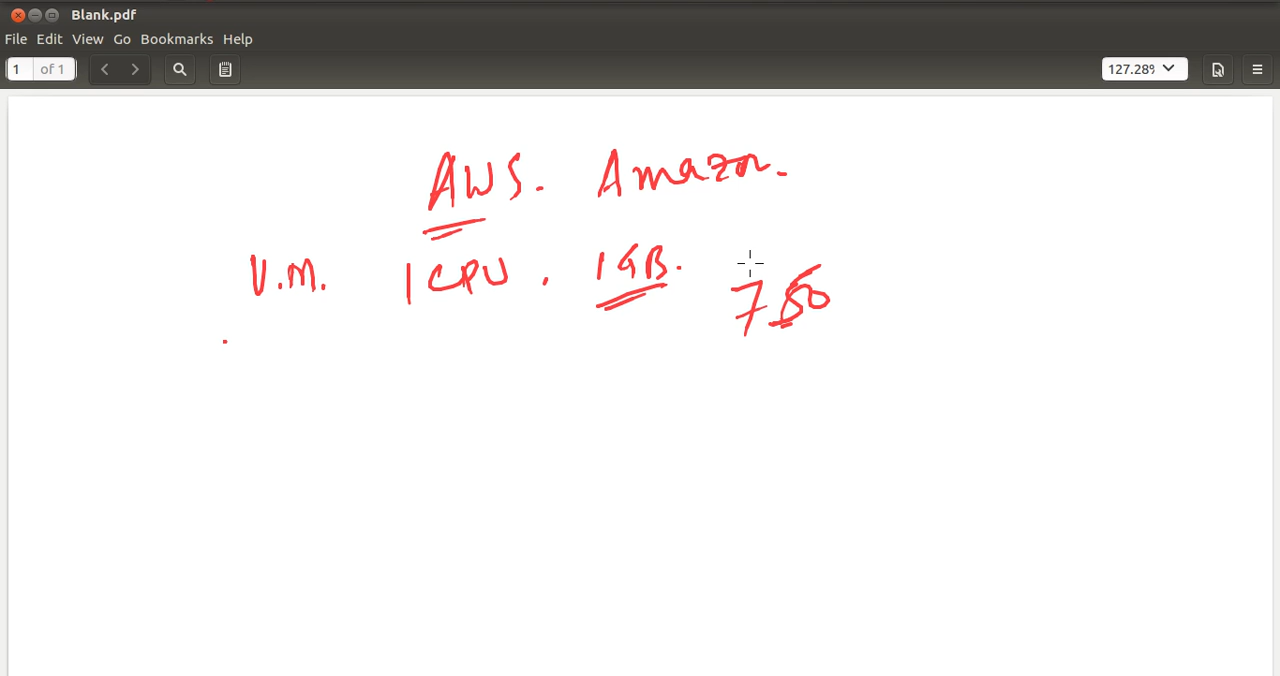 Blank.pdf
File Edit View Go Bookmarks Help
1 of 1 127.28%
AWS. Amazon.
V.M. 1 CPU. 1GB. 750